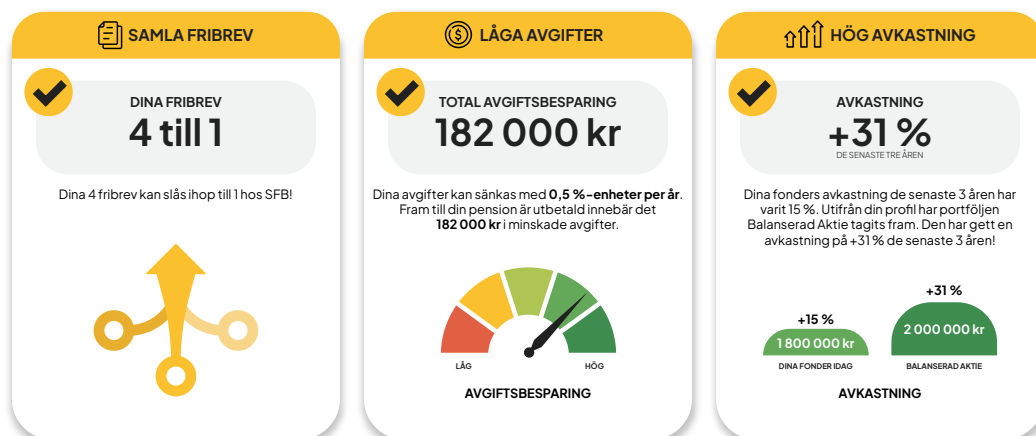 SAMLA FRIBREV
DINA FRIBREV
4 till 1
Dina 4 fribrev kan slås ihop till 1 hos SFB!
LÅGA AVGIFTER
TOTAL AVGIFTSBESPARING
182 000 kr
Dina avgifter kan sänkas med 0,5 %-enheter per år.
Fram till din pension är utbetald innebär det
182 000 kr i minskade avgifter.
LÅG
HÖG
AVGIFTSBESPARING
HÖG AVKASTNING
AVKASTNING
+31 %
DE SENASTE TRE ÅREN
Dina fonders avkastning de senaste 3 åren har
varit 15 %. Utifrån din profil har portföljen
Balanserad Aktie tagits fram. Den har gett en
avkastning på +31 % de senaste 3 åren!
+15 %
1 800 000 kr
DINA FONDER IDAG
+31 %
2 000 000 kr
BALANSERAD AKTIE
AVKASTNING